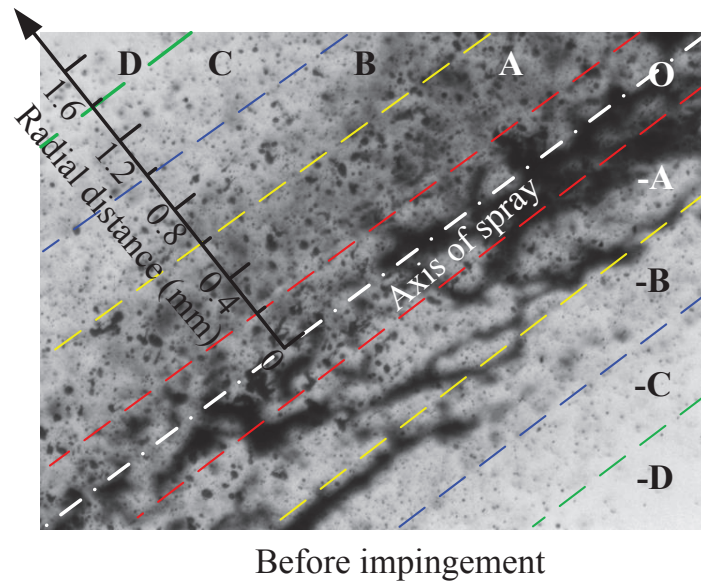 D
C
B
A
O
-A
-B
-C
-D
1.6
1.2
0.8
0.4
0
Radial distance (mm)
Axis of spray
Before impingement